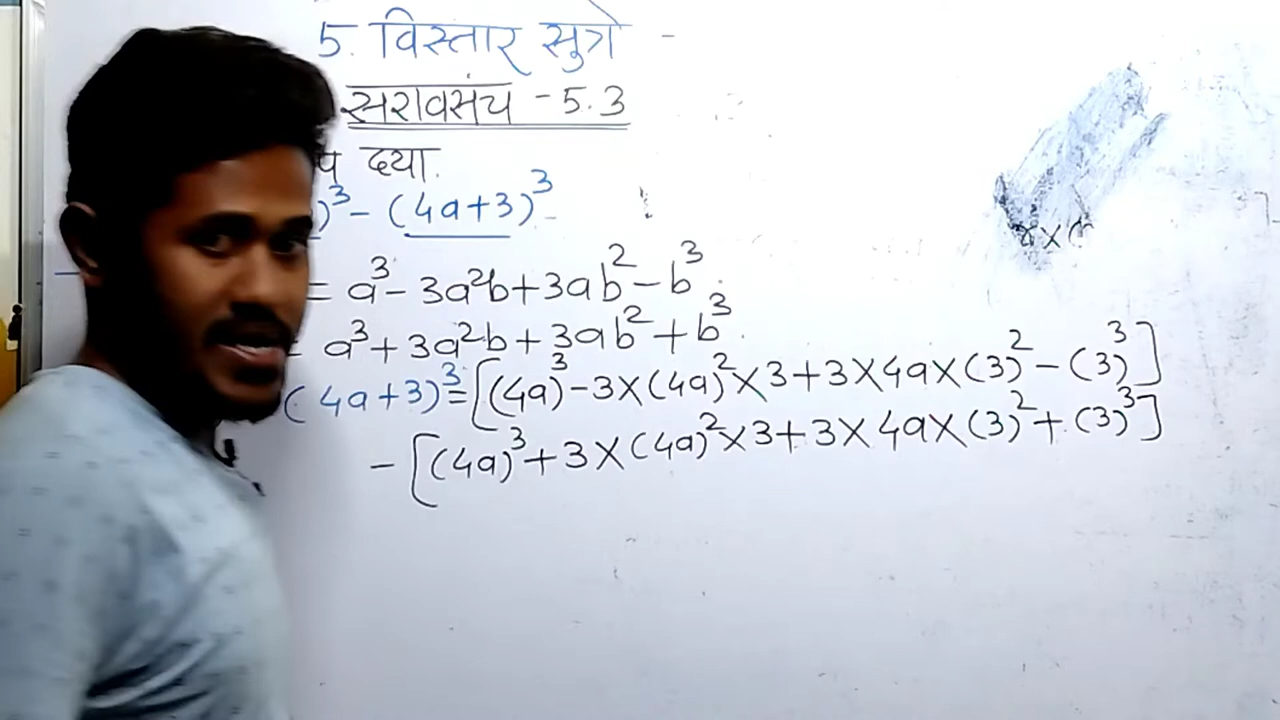 5. विस्तार सुत्रे -
सरावसंच - 5.3
प दया.
)³ - (4a+3)³
= a³ - 3a²b + 3ab² - b³.
= a³ + 3a²b + 3ab² + b³.
(4a+3)³ = [(4a)³ - 3×(4a)²×3 + 3×4a×(3)² - (3)³]
- [(4a)³ + 3×(4a)²×3 + 3×4a×(3)² + (3)³]